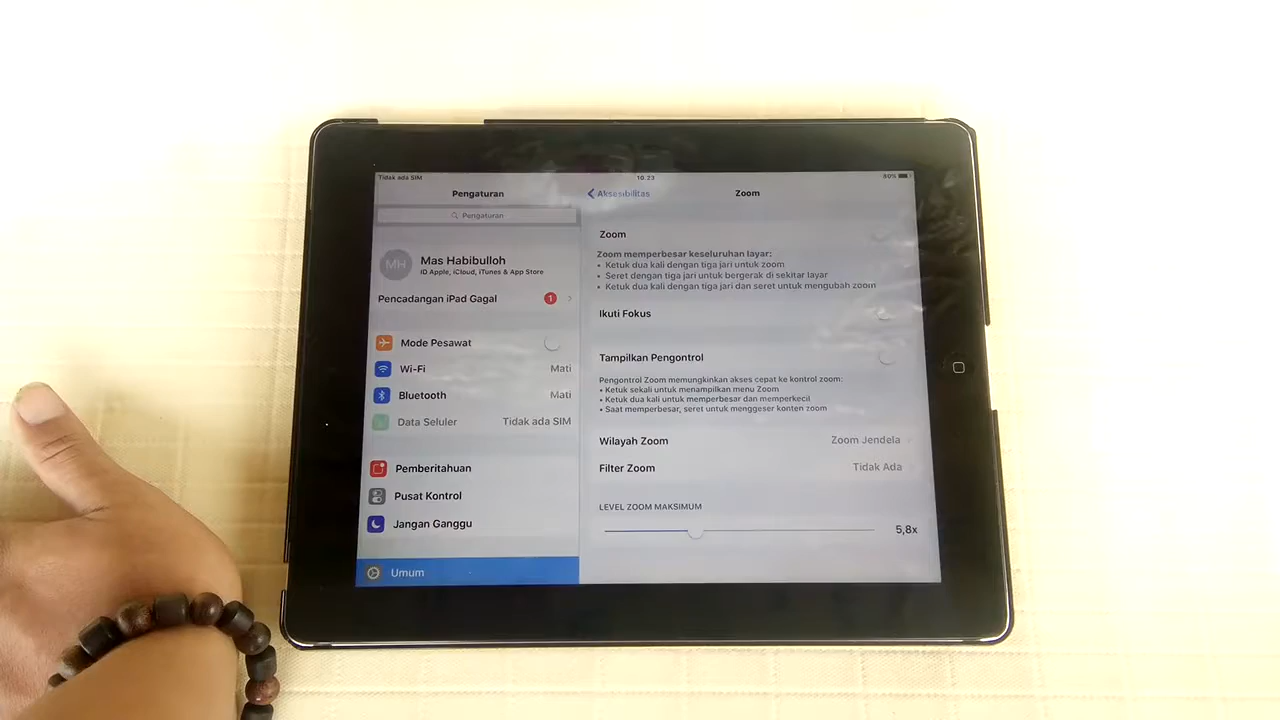 Tidak ada SIM
10.23
80%
Pengaturan
Aksesibilitas
Zoom
Pengaturan
MH
Mas Habibulloh
ID Apple, iCloud, iTunes & App Store
Pencadangan iPad Gagal
1
Mode Pesawat
Wi-Fi
Mati
Bluetooth
Mati
Data Seluler
Tidak ada SIM
Pemberitahuan
Pusat Kontrol
Jangan Ganggu
Umum
Zoom
Zoom memperbesar keseluruhan layar:
• Ketuk dua kali dengan tiga jari untuk zoom
• Seret dengan tiga jari untuk bergerak di sekitar layar
• Ketuk dua kali dengan tiga jari dan seret untuk mengubah zoom
Ikuti Fokus
Tampilkan Pengontrol
Pengontrol Zoom memungkinkan akses cepat ke kontrol zoom:
• Ketuk sekali untuk menampilkan menu Zoom
• Ketuk dua kali untuk memperbesar dan memperkecil
• Saat memperbesar, seret untuk menggeser konten zoom
Wilayah Zoom
Zoom Jendela
Filter Zoom
Tidak Ada
LEVEL ZOOM MAKSIMUM
5,8x